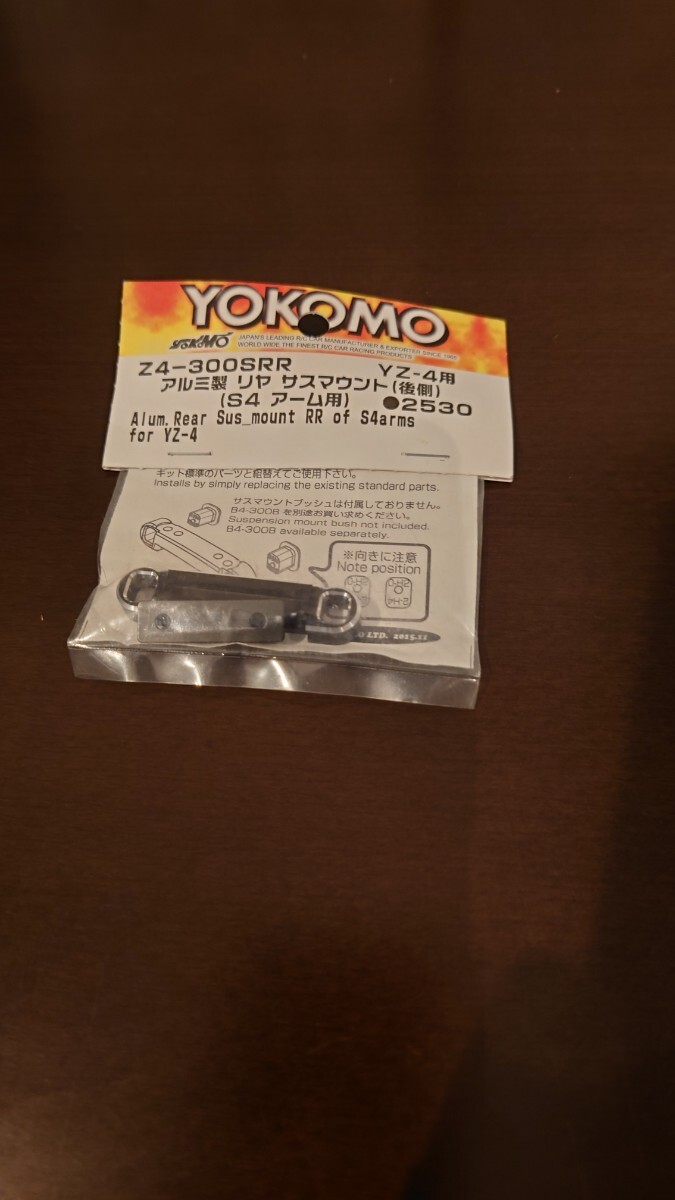 YOKOMO
YOKOMO JAPAN'S LEADING R/C CAR MANUFACTURER & EXPORTER SINCE
WORLD WIDE THE FINEST R/C CAR RACING PRODUCTS
Z4-300SRR YZ-4用
アルミ製 リヤ サスマウント(後側)
(S4 アーム用) ●2530
Alum.Rear Sus_mount RR of S4arms
for YZ-4
キット標準のパーツと組替えてご使用下さい。
Installs by simply replacing the existing standard parts.
サスマウントブッシュは付属しておりません。
B4-300B を別途お買い求めください。
Suspension mount bush not included.
B4-300B available separately.
※向きに注意
Note position
LTD. 2015.11